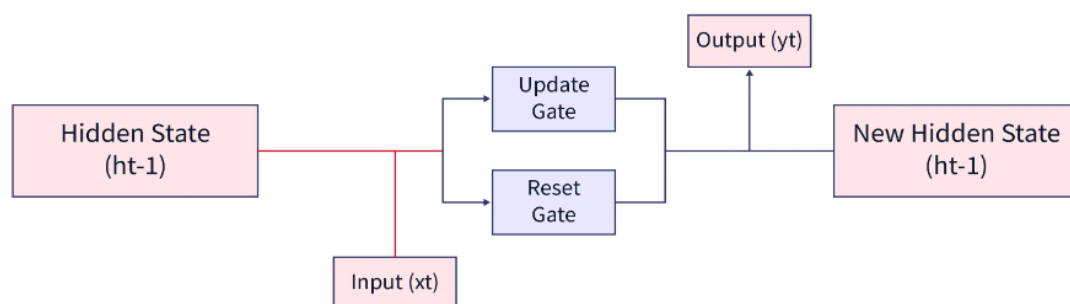 Output (yt)
Update
Gate
Hidden State
(ht-1)
New Hidden State
(ht-1)
Reset
Gate
Input (xt)